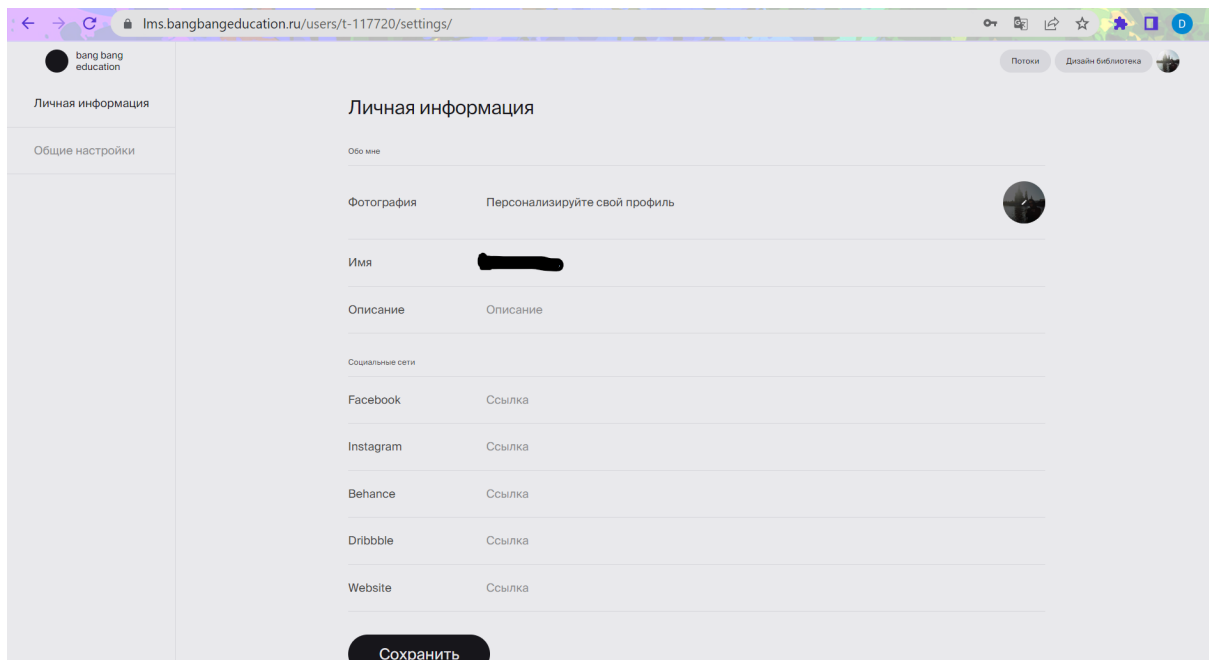 lms.bangbangeducation.ru/users/t-117720/settings/
D
bang bang
education
Потоки
Дизайн библиотека
Личная информация
Общие настройки
Личная информация
Обо мне
Фотография Персонализируйте свой профиль
Имя
Описание Описание
Социальные сети
Facebook Ссылка
Instagram Ссылка
Behance Ссылка
Dribbble Ссылка
Website Ссылка
Сохранить